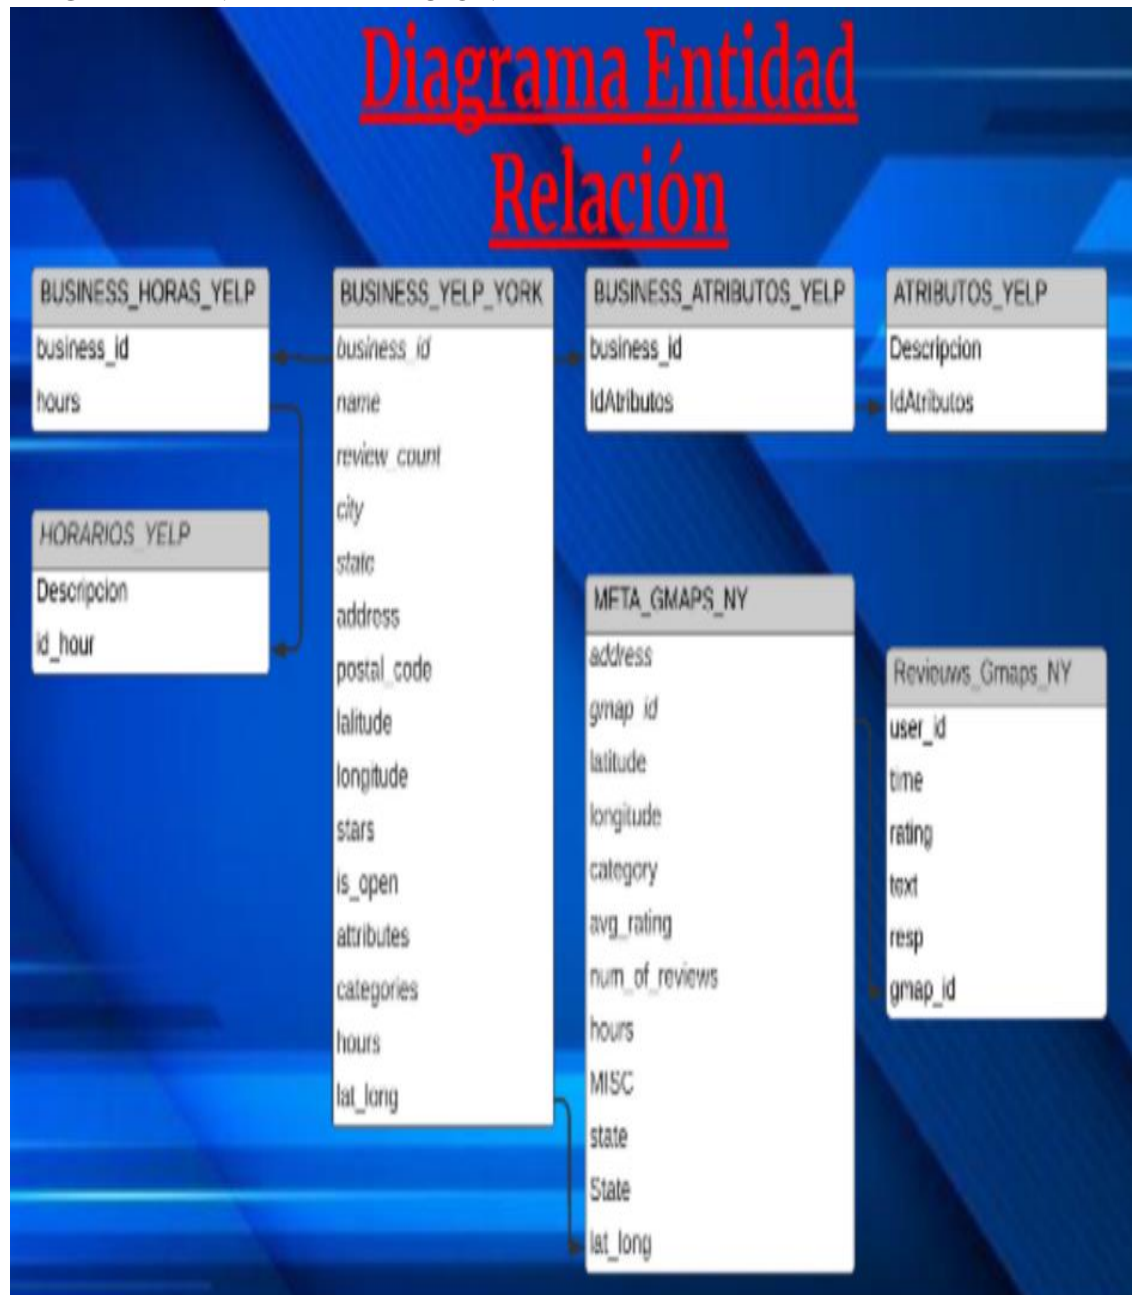 Diagrama Entidad
Relación
BUSINESS_HORAS_YELP
business_id
hours
HORARIOS_YELP
Descripcion
id_hour
BUSINESS_YELP_YORK
business_id
name
review_count
city
state
address
postal_code
lalitude
longitude
stars
is_open
attributes
categories
hours
lat_long
BUSINESS_ATRIBUTOS_YELP
business_id
IdAtributos
ATRIBUTOS_YELP
Descripcion
IdAtributos
META_GMAPS_NY
address
gmap_id
latitude
longitude
category
avg_rating
num_of_reviews
hours
MISC
state
State
lat_long
Revieuws_Gmaps_NY
user_id
time
rating
text
resp
gmap_id